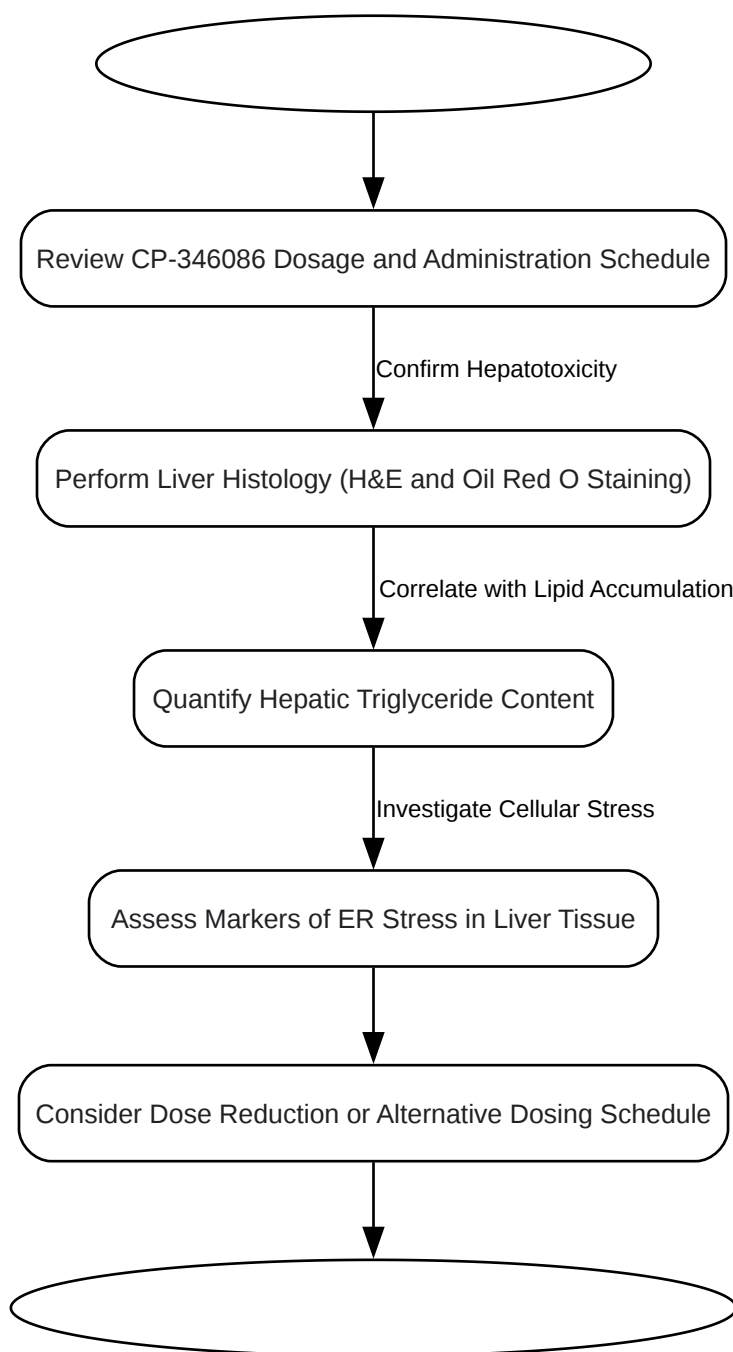 Review CP-346086 Dosage and Administration Schedule
Confirm Hepatotoxicity
Perform Liver Histology (H&E and Oil Red O Staining)
Correlate with Lipid Accumulation
Quantify Hepatic Triglyceride Content
Investigate Cellular Stress
Assess Markers of ER Stress in Liver Tissue
Consider Dose Reduction or Alternative Dosing Schedule